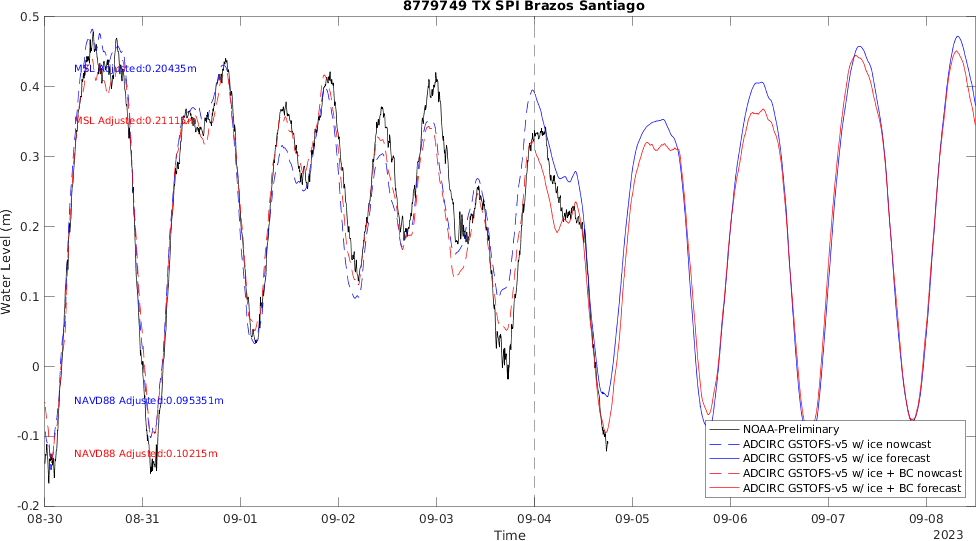 8779749 TX SPI Brazos Santiago
0.5
0.4
0.3
0.2
0.1
0
-0.1
-0.2
Water Level (m)
MSL Adjusted:0.20435m
MSL Adjusted:0.21115m
NAVD88 Adjusted:0.095351m
NAVD88 Adjusted:0.10215m
NOAA-Preliminary
ADCIRC GSTOFS-v5 w/ ice nowcast
ADCIRC GSTOFS-v5 w/ ice forecast
ADCIRC GSTOFS-v5 w/ ice + BC nowcast
ADCIRC GSTOFS-v5 w/ ice + BC forecast
08-30 08-31 09-01 09-02 09-03 09-04 09-05 09-06 09-07 09-08
Time
2023